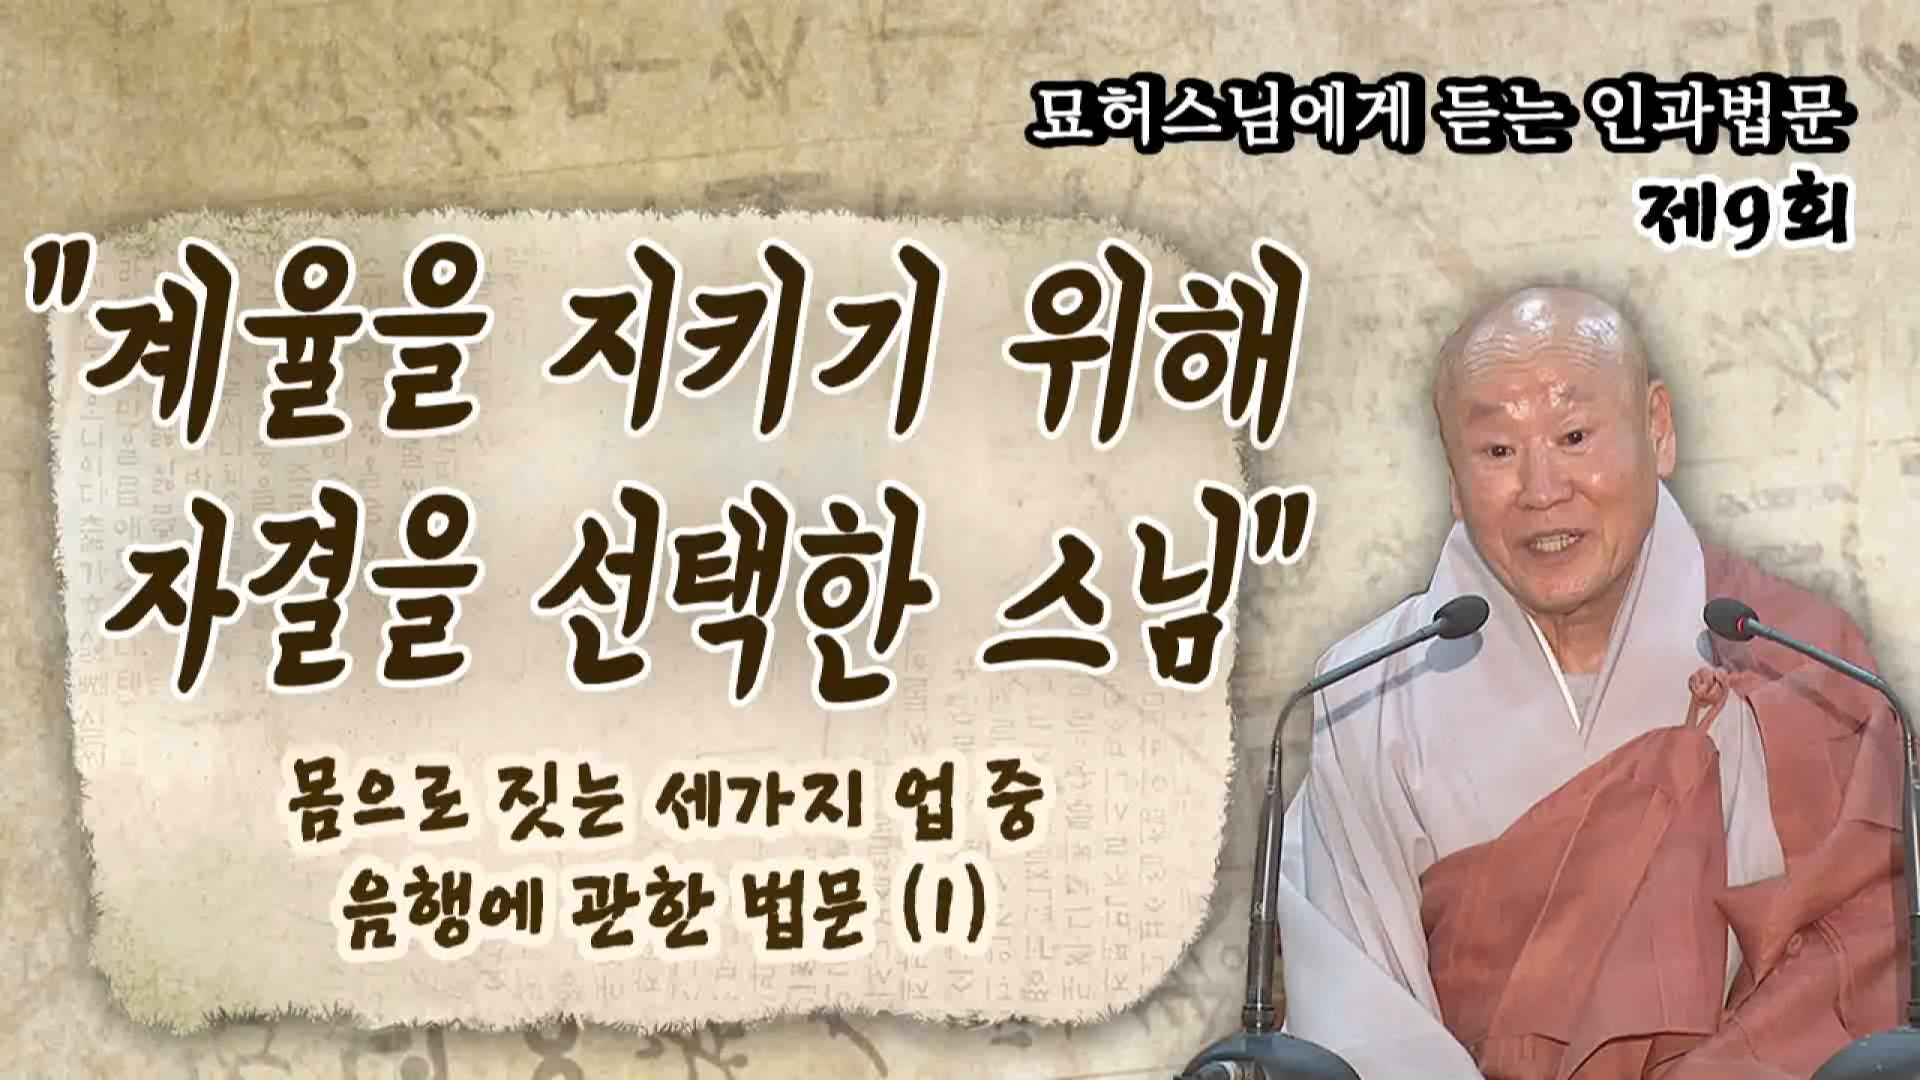 묘허스님에게 듣는 인과법문
제9회
"계율을 지키기 위해
자결을 선택한 스님"
몸으로 짓는 세가지 업 중
음행에 관한 법문 (1)